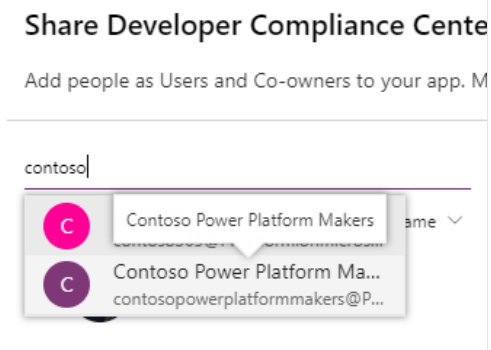 Share Developer Compliance Cente
Add people as Users and Co-owners to your app. M
contoso
C
Contoso Power Platform Makers
ame
C
Contoso Power Platform Ma...
contosopowerplatformmakers@P...